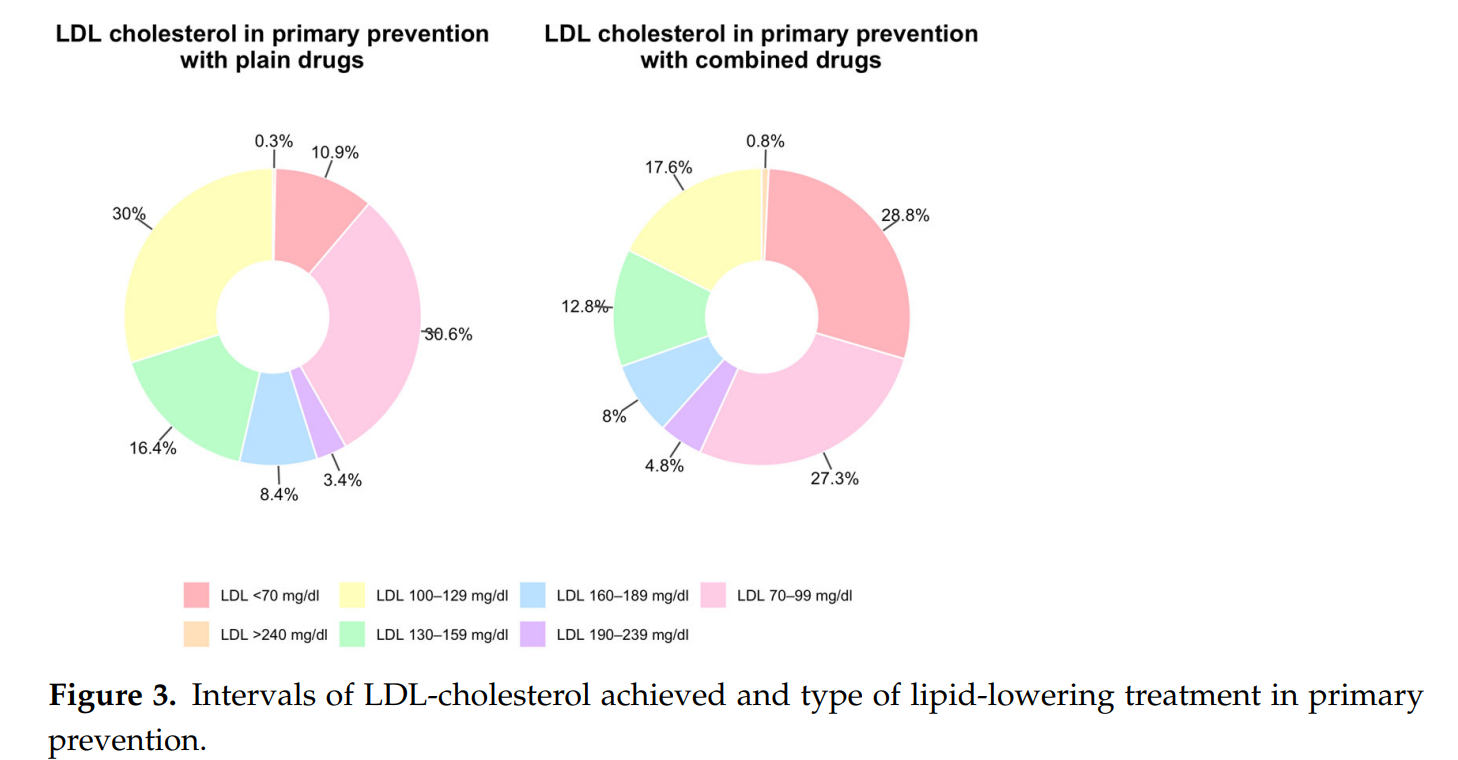 LDL cholesterol in primary prevention
with plain drugs
LDL cholesterol in primary prevention
with combined drugs
0.3%
10.9%
30%
30.6%
16.4%
8.4%
3.4%
0.8%
17.6%
28.8%
12.8%
8%
4.8%
27.3%
LDL <70 mg/dl
LDL 100–129 mg/dl
LDL 160–189 mg/dl
LDL 70–99 mg/dl
LDL >240 mg/dl
LDL 130–159 mg/dl
LDL 190–239 mg/dl
Figure 3. Intervals of LDL-cholesterol achieved and type of lipid-lowering treatment in primary
prevention.